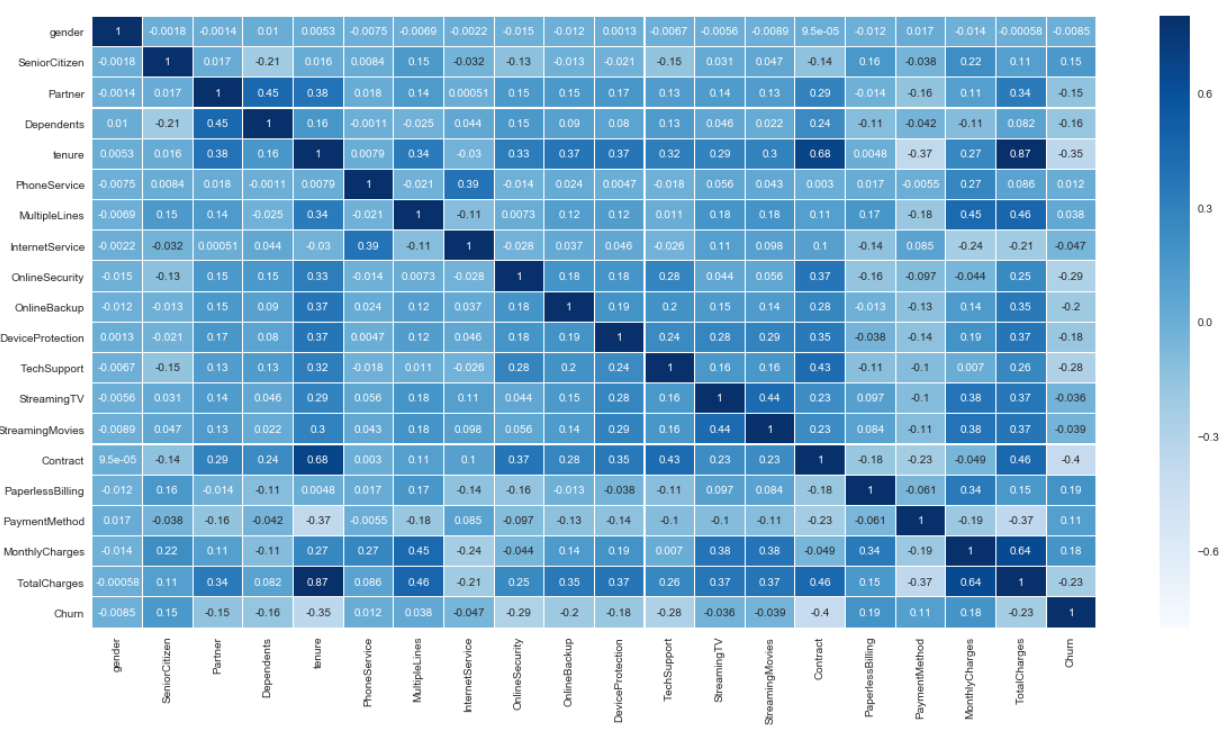 gender 1 -0.0018 -0.0014 0.01 0.0053 -0.0075 -0.0069 -0.0022 -0.015 -0.012 0.0013 -0.0067 -0.0056 -0.0089 9.5e-05 -0.012 0.017 -0.014 -0.00058 -0.0085
SeniorCitizen -0.0018 1 0.017 -0.21 0.016 0.0084 0.15 -0.032 -0.13 -0.013 -0.021 -0.15 0.031 0.047 -0.14 0.16 -0.038 0.22 0.11 0.15
Partner -0.0014 0.017 1 0.45 0.38 0.018 0.14 0.00051 0.15 0.15 0.17 0.13 0.14 0.13 0.29 -0.014 -0.16 0.11 0.34 -0.15
0.6
Dependents 0.01 -0.21 0.45 1 0.16 -0.0011 -0.025 0.044 0.15 0.09 0.08 0.13 0.046 0.022 0.24 -0.11 -0.042 -0.11 0.082 -0.16
tenure 0.0053 0.016 0.38 0.16 1 0.0079 0.34 -0.03 0.33 0.37 0.37 0.32 0.29 0.3 0.68 0.0048 -0.37 0.27 0.87 -0.35
PhoneService -0.0075 0.0084 0.018 -0.0011 0.0079 1 -0.021 0.39 -0.014 0.024 0.0047 -0.018 0.056 0.043 0.003 0.017 -0.0055 0.27 0.086 0.012
0.3
MultipleLines -0.0069 0.15 0.14 -0.025 0.34 -0.021 1 -0.11 0.0073 0.12 0.12 0.011 0.18 0.18 0.11 0.17 -0.18 0.45 0.46 0.038
InternetService -0.0022 -0.032 0.00051 0.044 -0.03 0.39 -0.11 1 -0.028 0.037 0.046 -0.026 0.11 0.098 0.1 -0.14 0.085 -0.24 -0.21 -0.047
OnlineSecurity -0.015 -0.13 0.15 0.15 0.33 -0.014 0.0073 -0.028 1 0.18 0.18 0.28 0.044 0.056 0.37 -0.16 -0.097 -0.044 0.25 -0.29
OnlineBackup -0.012 -0.013 0.15 0.09 0.37 0.024 0.12 0.037 0.18 1 0.19 0.2 0.15 0.14 0.28 -0.013 -0.13 0.14 0.35 -0.2
0.0
DeviceProtection 0.0013 -0.021 0.17 0.08 0.37 0.0047 0.12 0.046 0.18 0.19 1 0.24 0.28 0.29 0.35 -0.038 -0.14 0.19 0.37 -0.18
TechSupport -0.0067 -0.15 0.13 0.13 0.32 -0.018 0.011 -0.026 0.28 0.2 0.24 1 0.16 0.16 0.43 -0.11 -0.1 0.007 0.26 -0.28
StreamingTV -0.0056 0.031 0.14 0.046 0.29 0.056 0.18 0.11 0.044 0.15 0.28 0.16 1 0.44 0.23 0.097 -0.1 0.38 0.37 -0.036
StreamingMovies -0.0089 0.047 0.13 0.022 0.3 0.043 0.18 0.098 0.056 0.14 0.29 0.16 0.44 1 0.23 0.084 -0.11 0.38 0.37 -0.039
-0.3
Contract 9.5e-05 -0.14 0.29 0.24 0.68 0.003 0.11 0.1 0.37 0.28 0.35 0.43 0.23 0.23 1 -0.18 -0.23 -0.049 0.46 -0.4
PaperlessBilling -0.012 0.16 -0.014 -0.11 0.0048 0.017 0.17 -0.14 -0.16 -0.013 -0.038 -0.11 0.097 0.084 -0.18 1 -0.061 0.34 0.15 0.19
PaymentMethod 0.017 -0.038 -0.16 -0.042 -0.37 -0.0055 -0.18 0.085 -0.097 -0.13 -0.14 -0.1 -0.1 -0.11 -0.23 -0.061 1 -0.19 -0.37 0.11
MonthlyCharges -0.014 0.22 0.11 -0.11 0.27 0.27 0.45 -0.24 -0.044 0.14 0.19 0.007 0.38 0.38 -0.049 0.34 -0.19 1 0.64 0.18
-0.6
TotalCharges -0.00058 0.11 0.34 0.082 0.87 0.086 0.46 -0.21 0.25 0.35 0.37 0.26 0.37 0.37 0.46 0.15 -0.37 0.64 1 -0.23
Churn -0.0085 0.15 -0.15 -0.16 -0.35 0.012 0.038 -0.047 -0.29 -0.2 -0.18 -0.28 -0.036 -0.039 -0.4 0.19 0.11 0.18 -0.23 1
gender SeniorCitizen Partner Dependents tenure PhoneService MultipleLines InternetService OnlineSecurity OnlineBackup DeviceProtection TechSupport StreamingTV StreamingMovies Contract PaperlessBilling PaymentMethod MonthlyCharges TotalCharges Churn